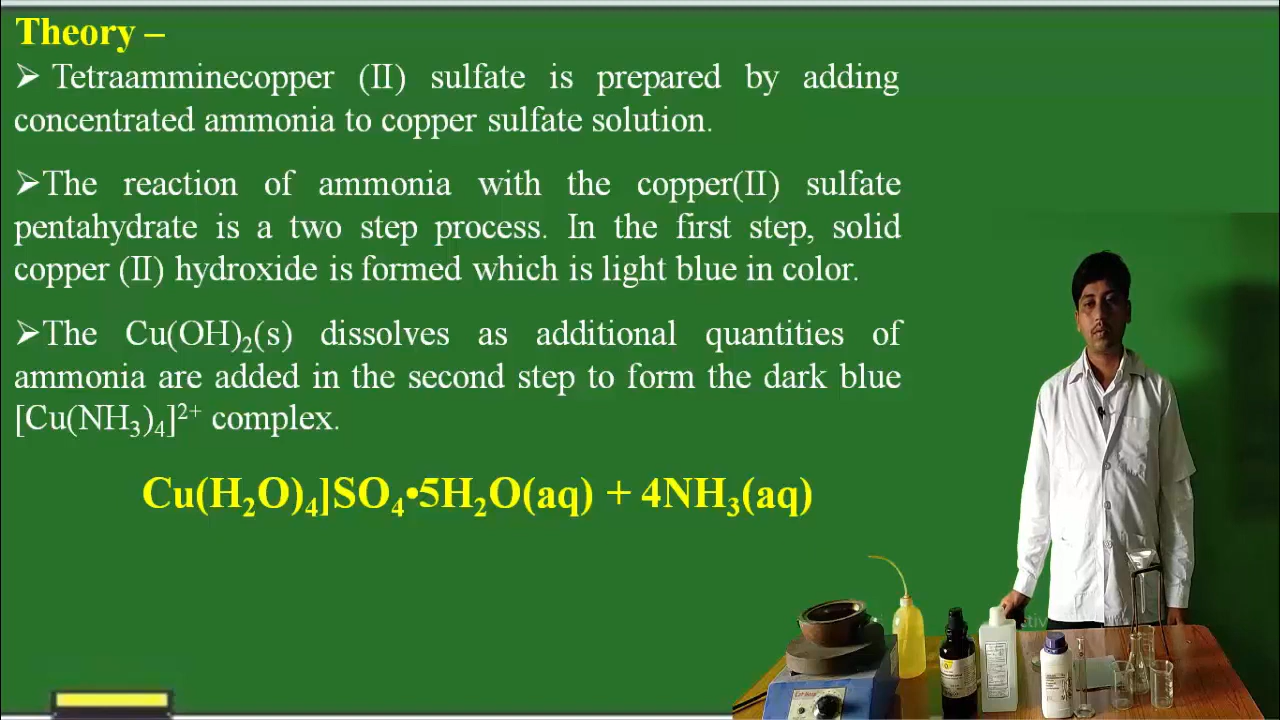 Theory –
➢ Tetraamminecopper (II) sulfate is prepared by adding
concentrated ammonia to copper sulfate solution.
➢The reaction of ammonia with the copper(II) sulfate
pentahydrate is a two step process. In the first step, solid
copper (II) hydroxide is formed which is light blue in color.
➢The Cu(OH)₂(s) dissolves as additional quantities of
ammonia are added in the second step to form the dark blue
[Cu(NH₃)₄]²⁺ complex.
Cu(H₂O)₄]SO₄•5H₂O(aq) + 4NH₃(aq)